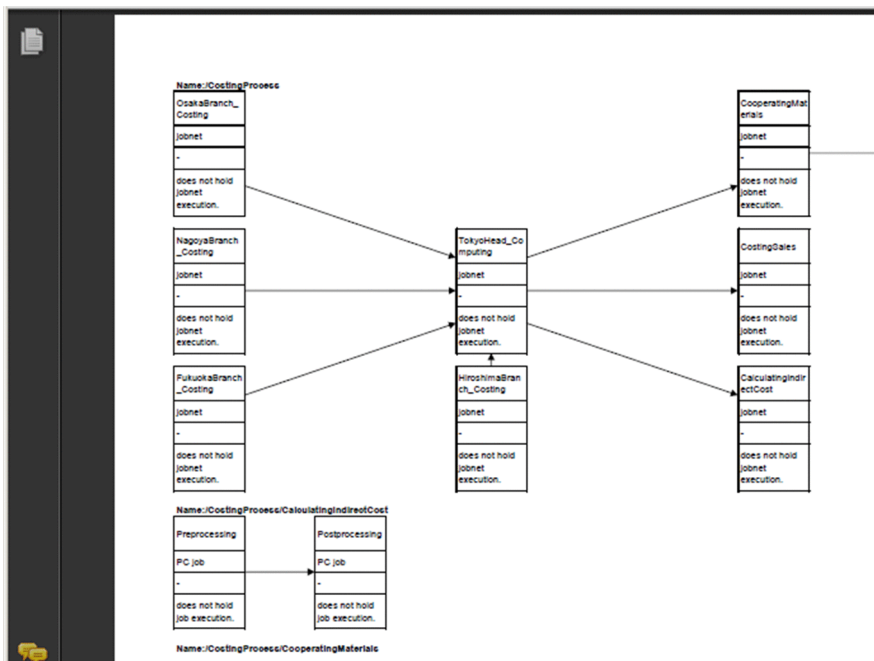 Name:/CostingProcess
OsakaBranch_
Costing
jobnet
-
does not hold
jobnet
execution.
CooperatingMat
erials
jobnet
-
does not hold
jobnet
execution.
NagoyaBranch
_Costing
jobnet
-
does not hold
jobnet
execution.
TokyoHead_Co
mputing
jobnet
-
does not hold
jobnet
execution.
CostingSales
jobnet
-
does not hold
jobnet
execution.
FukuokaBranch
_Costing
jobnet
-
does not hold
jobnet
execution.
HiroshimaBran
ch_Costing
jobnet
-
does not hold
jobnet
execution.
CalculatingIndir
ectCost
jobnet
-
does not hold
jobnet
execution.
Name:/CostingProcess/CalculatingIndirectCost
Preprocessing
PC job
-
does not hold
job execution.
Postprocessing
PC job
-
does not hold
job execution.
Name:/CostingProcess/CooperatingMaterials